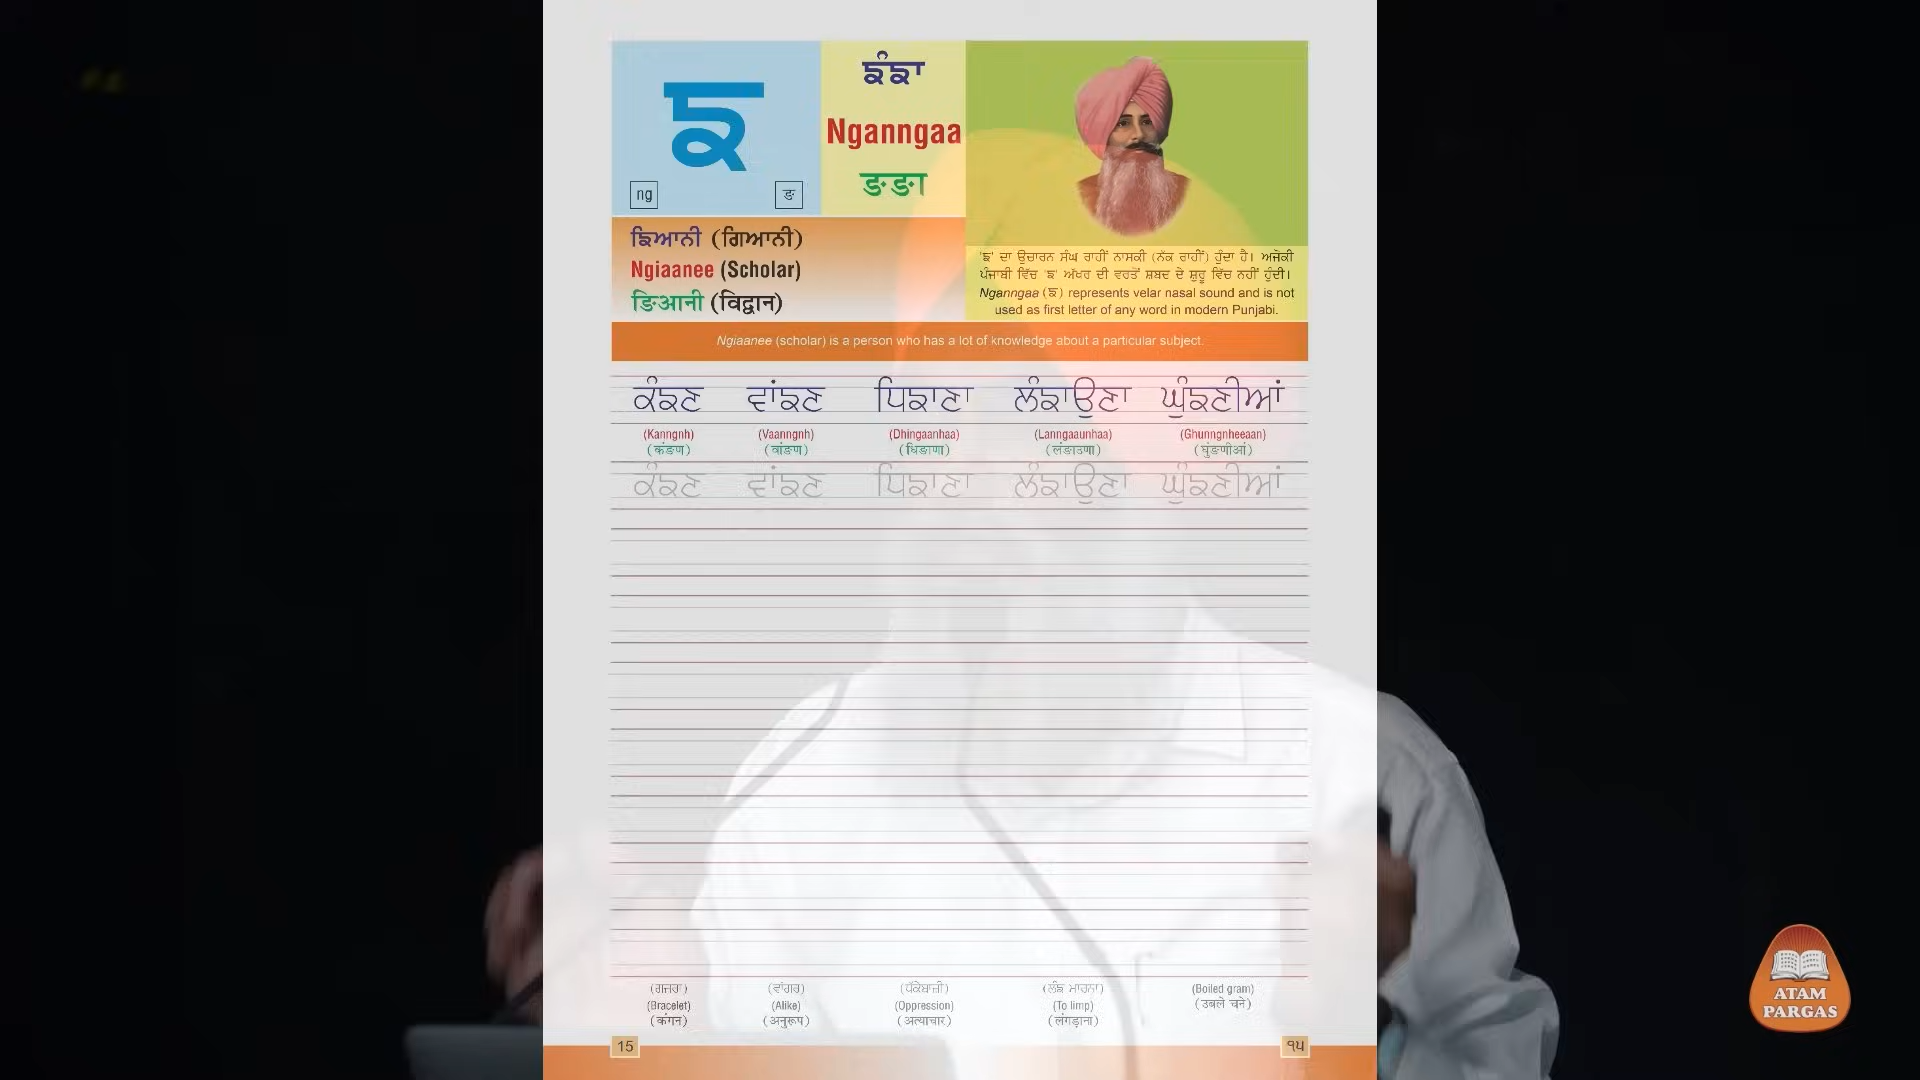 ਙ
ng
ङ
ਙੰਙਾ
Nganngaa
ङङा
ਙਿਆਨੀ (ਗਿਆਨੀ)
Ngiaanee (Scholar)
ङिआनी (विद्वान)
'ਙ' ਦਾ ਉਚਾਰਨ ਸੰਘ ਰਾਹੀਂ ਨਾਸਕੀ (ਨੱਕ ਰਾਹੀਂ) ਹੁੰਦਾ ਹੈ। ਅਜੋਕੀ
ਪੰਜਾਬੀ ਵਿੱਚ 'ਙ' ਅੱਖਰ ਦੀ ਵਰਤੋਂ ਸ਼ਬਦ ਦੇ ਸ਼ੁਰੂ ਵਿੱਚ ਨਹੀਂ ਹੁੰਦੀ।
Nganngaa (ਙ) represents velar nasal sound and is not
used as first letter of any word in modern Punjabi.
Ngiaanee (scholar) is a person who has a lot of knowledge about a particular subject.
ਕੰਙਣ ਵਾਂਙਣ ਧਿਙਾਣਾ ਲੰਙਾਉਣਾ ਘੁੰਙਣੀਆਂ
(Kanngnh) (Vaanngnh) (Dhingaanhaa) (Lanngaaunhaa) (Ghunngnheeaan)
(कंङण) (वांङण) (धिङाणा) (लंङाउणा) (घुंङणीआं)
ਕੰਙਣ ਵਾਂਙਣ ਧਿਙਾਣਾ ਲੰਙਾਉਣਾ ਘੁੰਙਣੀਆਂ
(ਗਜਰਾ) (ਵਾਂਗਰ) (ਧੱਕੇਬਾਜ਼ੀ) (ਲੰਙ ਮਾਰਨਾ) (Boiled gram)
(Bracelet) (Alike) (Oppression) (To limp) (उबले चने)
(कंगन) (अनुरूप) (अत्याचार) (लंगड़ाना)
15
੧੫
ATAM
PARGAS